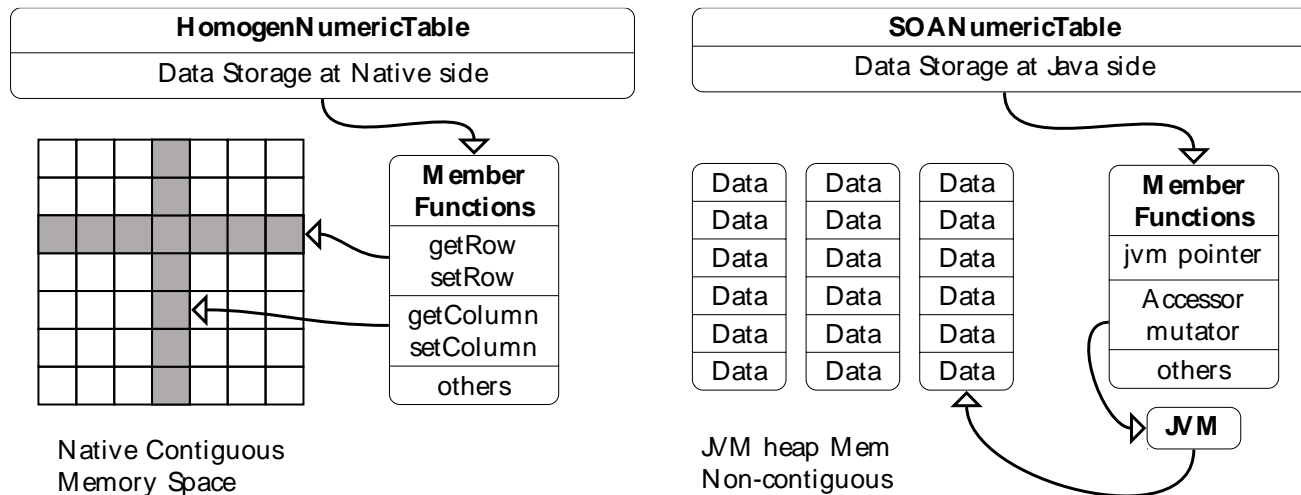 HomogenNumericTable
Data Storage at Native side
Member
Functions
getRow
setRow
getColumn
setColumn
others
Native Contiguous
Memory Space
SOANumericTable
Data Storage at Java side
Data Data Data
Data Data Data
Data Data Data
Data Data Data
Data Data Data
Data Data Data
Member
Functions
jvm pointer
Accessor
mutator
others
JVM
JVM heap Mem
Non-contiguous